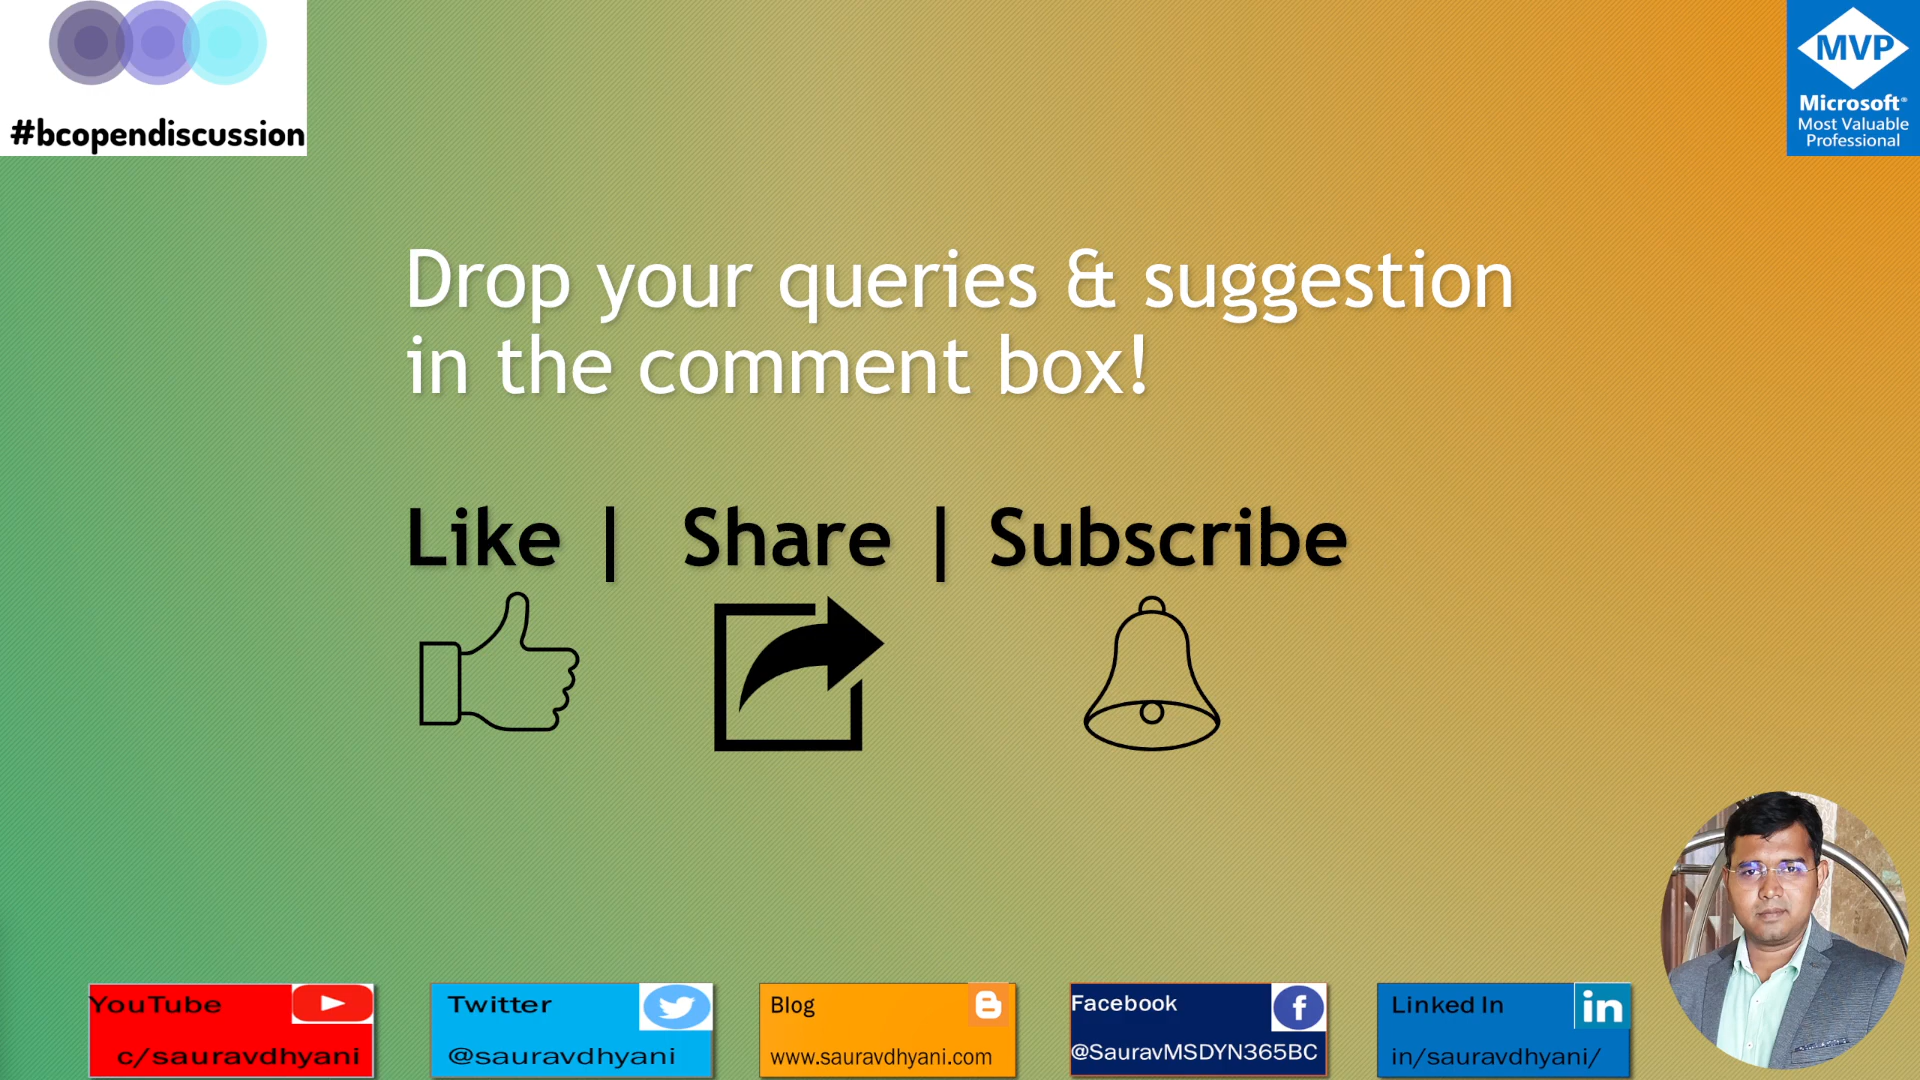 #bcopendiscussion
MVP
Microsoft®
Most Valuable
Professional
Drop your queries & suggestion
in the comment box!
Like | Share | Subscribe
YouTube
c/sauravdhyani
Twitter
@sauravdhyani
Blog
www.sauravdhyani.com
Facebook
@SauravMSDYN365BC
Linked In
in
in/sauravdhyani/